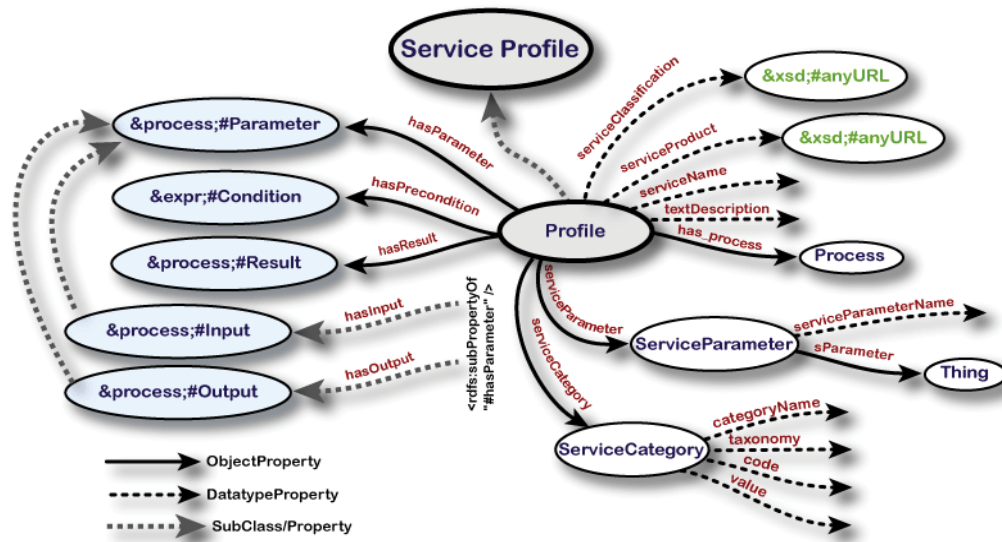 Service Profile
&xsd;#anyURL
serviceClassification
&process;#Parameter
hasParameter
serviceProduct
&xsd;#anyURL
serviceName
&expr;#Condition
hasPrecondition
textDescription
Profile
has_process
hasResult
&process;#Result
Process
hasInput
<rdfs:subPropertyOf
"#hasParameter" />
serviceParameter
serviceParameterName
&process;#Input
ServiceParameter
sParameter
hasOutput
serviceCategory
Thing
&process;#Output
categoryName
taxonomy
ServiceCategory
code
value
ObjectProperty
DatatypeProperty
SubClass/Property